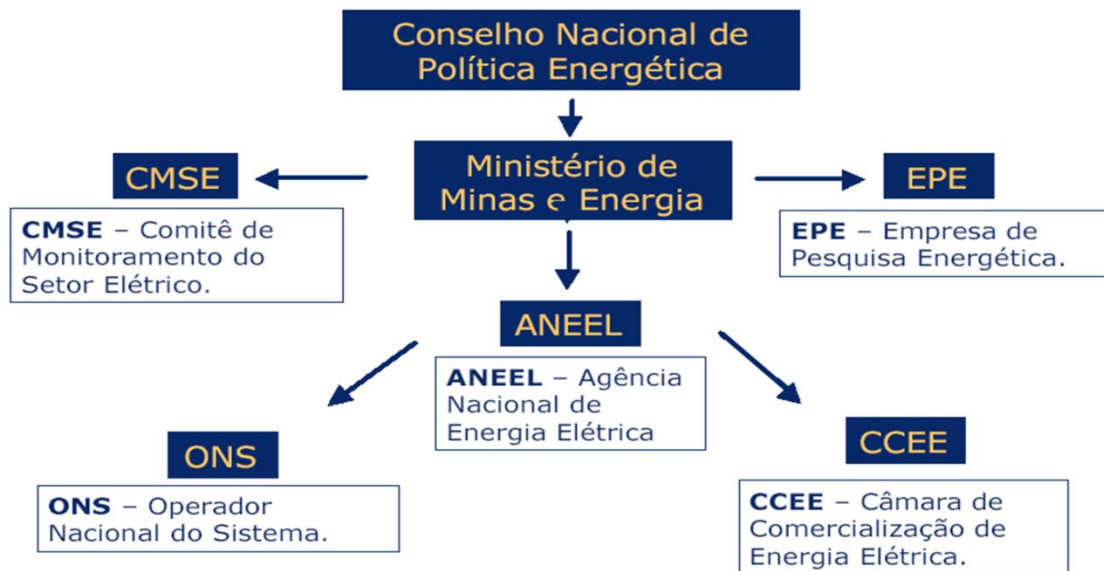 Conselho Nacional de
Política Energética
Ministério de
Minas e Energia
CMSE
CMSE – Comitê de
Monitoramento do
Setor Elétrico.
EPE
EPE – Empresa de
Pesquisa Energética.
ANEEL
ANEEL – Agência
Nacional de
Energia Elétrica
ONS
ONS – Operador
Nacional do Sistema.
CCEE
CCEE – Câmara de
Comercialização de
Energia Elétrica.